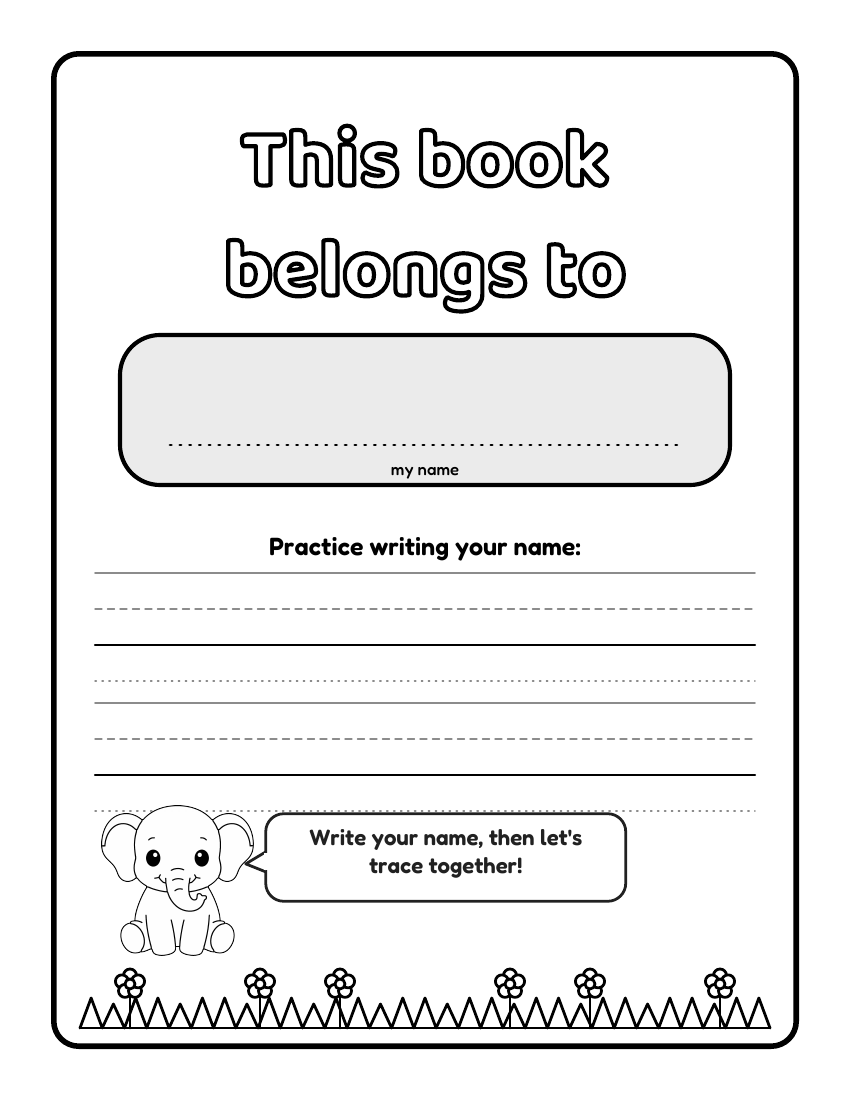 This book
belongs to
my name
Practice writing your name:
Write your name, then let's
trace together!